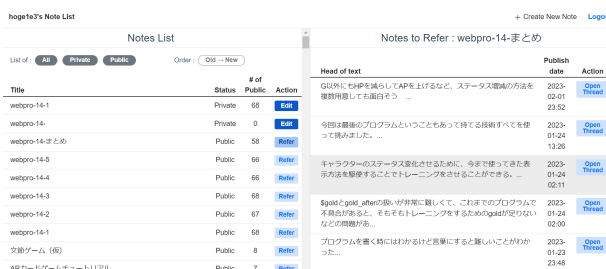 hoge1e3's Note List
+ Create New Note Logou
Notes List
List of : All Private Public Order : Old → New
Title Status # of Public Action
webpro-14-1 Private 68 Edit
webpro-14- Private 0 Edit
webpro-14-まとめ Public 58 Refer
webpro-14-5 Public 66 Refer
webpro-14-4 Public 66 Refer
webpro-14-3 Public 68 Refer
webpro-14-2 Public 67 Refer
webpro-14-1 Public 68 Refer
文節ゲーム（仮） Public 8 Refer
ARカードゲームチュートリアル Public 7 Refer
Notes to Refer : webpro-14-まとめ
Head of text Publish date Action
G以外にもHPを減らしてAPを上げるなど、ステータス増減の方法を
複数用意しても面白そう ...
2023-02-01 23:52
Open Thread
今回は最後のプログラムということもあって持てる技術すべてを使
って挑みました。...
2023-01-24 13:26
Open Thread
キャラクターのステータス変化させるために、今まで使ってきた表
示方法を駆使することでトレーニングをさせることができる。...
2023-01-24 02:11
Open Thread
$goldとgold_afterの扱いが非常に難しくて、これまでのプログラムで
不具合があると、そもそもトレーニングをするためのgoldが足りない
などの問題があ...
2023-01-24 02:00
Open Thread
プログラムを書く時にはわかるけど言葉にすると難しいことがわか
った...
2023-01-23 23:48
Open Thread